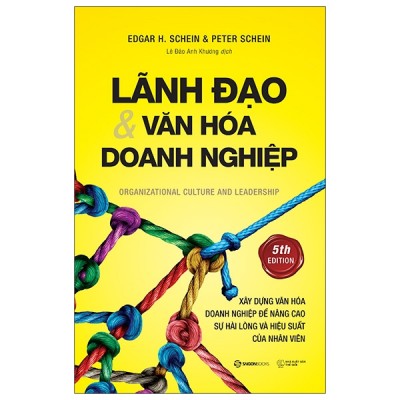 EDGAR H. SCHEIN & PETER SCHEIN
Lê Đào Anh Khương dịch
LÃNH ĐẠO
& VĂN HÓA
DOANH NGHIỆP
ORGANIZATIONAL CULTURE AND LEADERSHIP
5th
EDITION
XÂY DỰNG VĂN HÓA
DOANH NGHIỆP ĐỂ NÂNG CAO
SỰ HÀI LÒNG VÀ HIỆU SUẤT
CỦA NHÂN VIÊN
SAIGONBOOKS